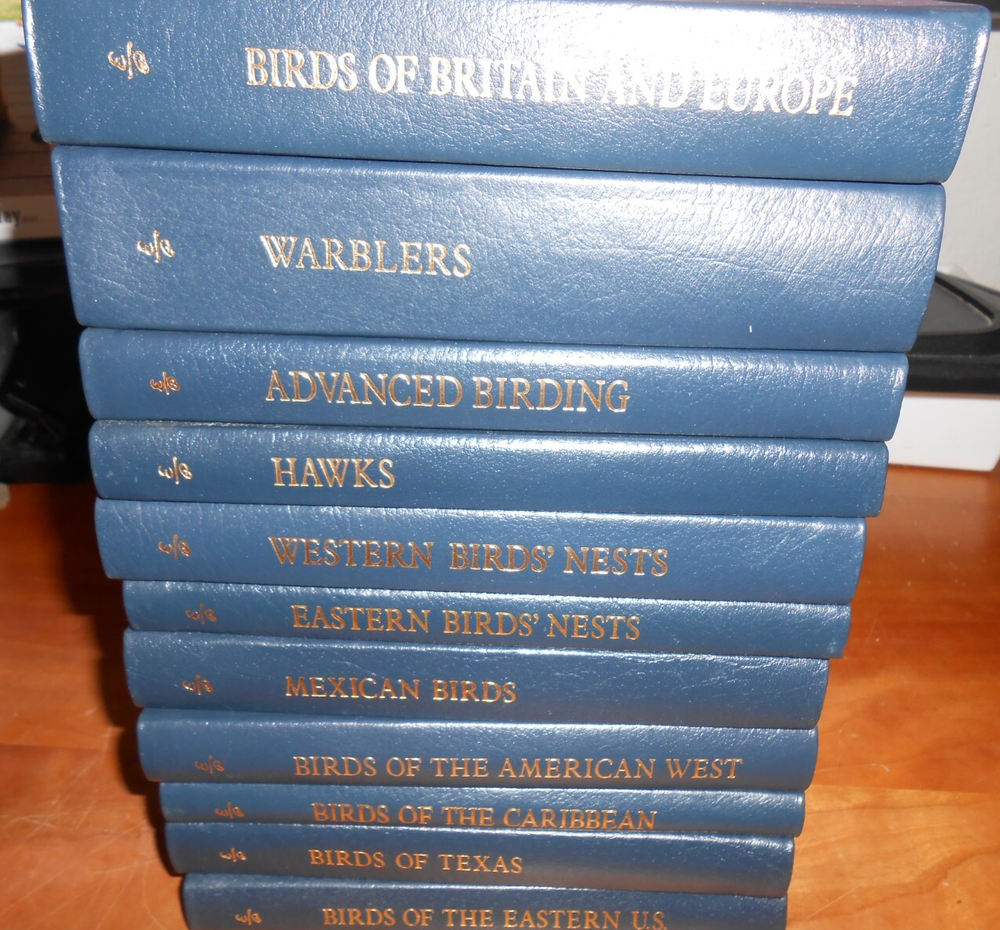 BIRDS OF BRITAIN AND EUROPE
WARBLERS
ADVANCED BIRDING
HAWKS
WESTERN BIRDS' NESTS
EASTERN BIRDS' NESTS
MEXICAN BIRDS
BIRDS OF THE AMERICAN WEST
BIRDS OF THE CARIBBEAN
BIRDS OF TEXAS
BIRDS OF THE EASTERN U.S.